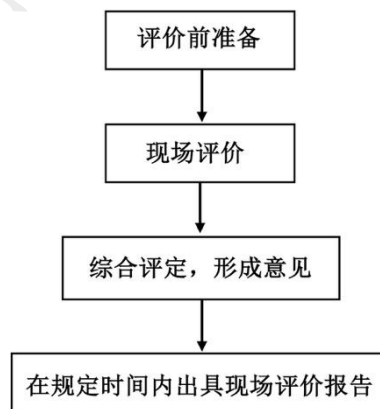 评价前准备
现场评价
综合评定，形成意见
在规定时间内出具现场评价报告